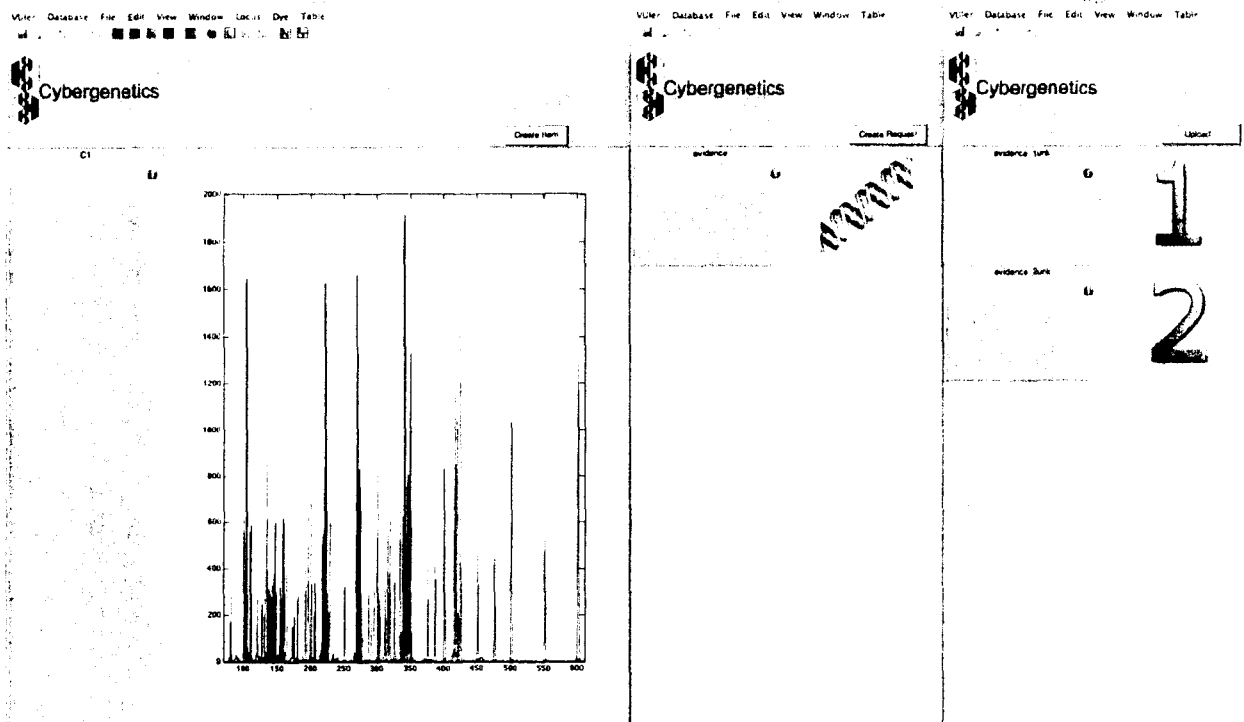 VUIer Database File Edit View Window Locus Dye Table
Cybergenetics
Create Item
C1
2000
1800
1600
1400
1200
1000
800
600
400
200
0
100 150 200 250 300 350 400 450 500 550 600
VUIer Database File Edit View Window Table
Cybergenetics
Create Request
evidence
VUIer Database File Edit View Window Table
Cybergenetics
Upload
evidence 1unk
1
evidence 2unk
2